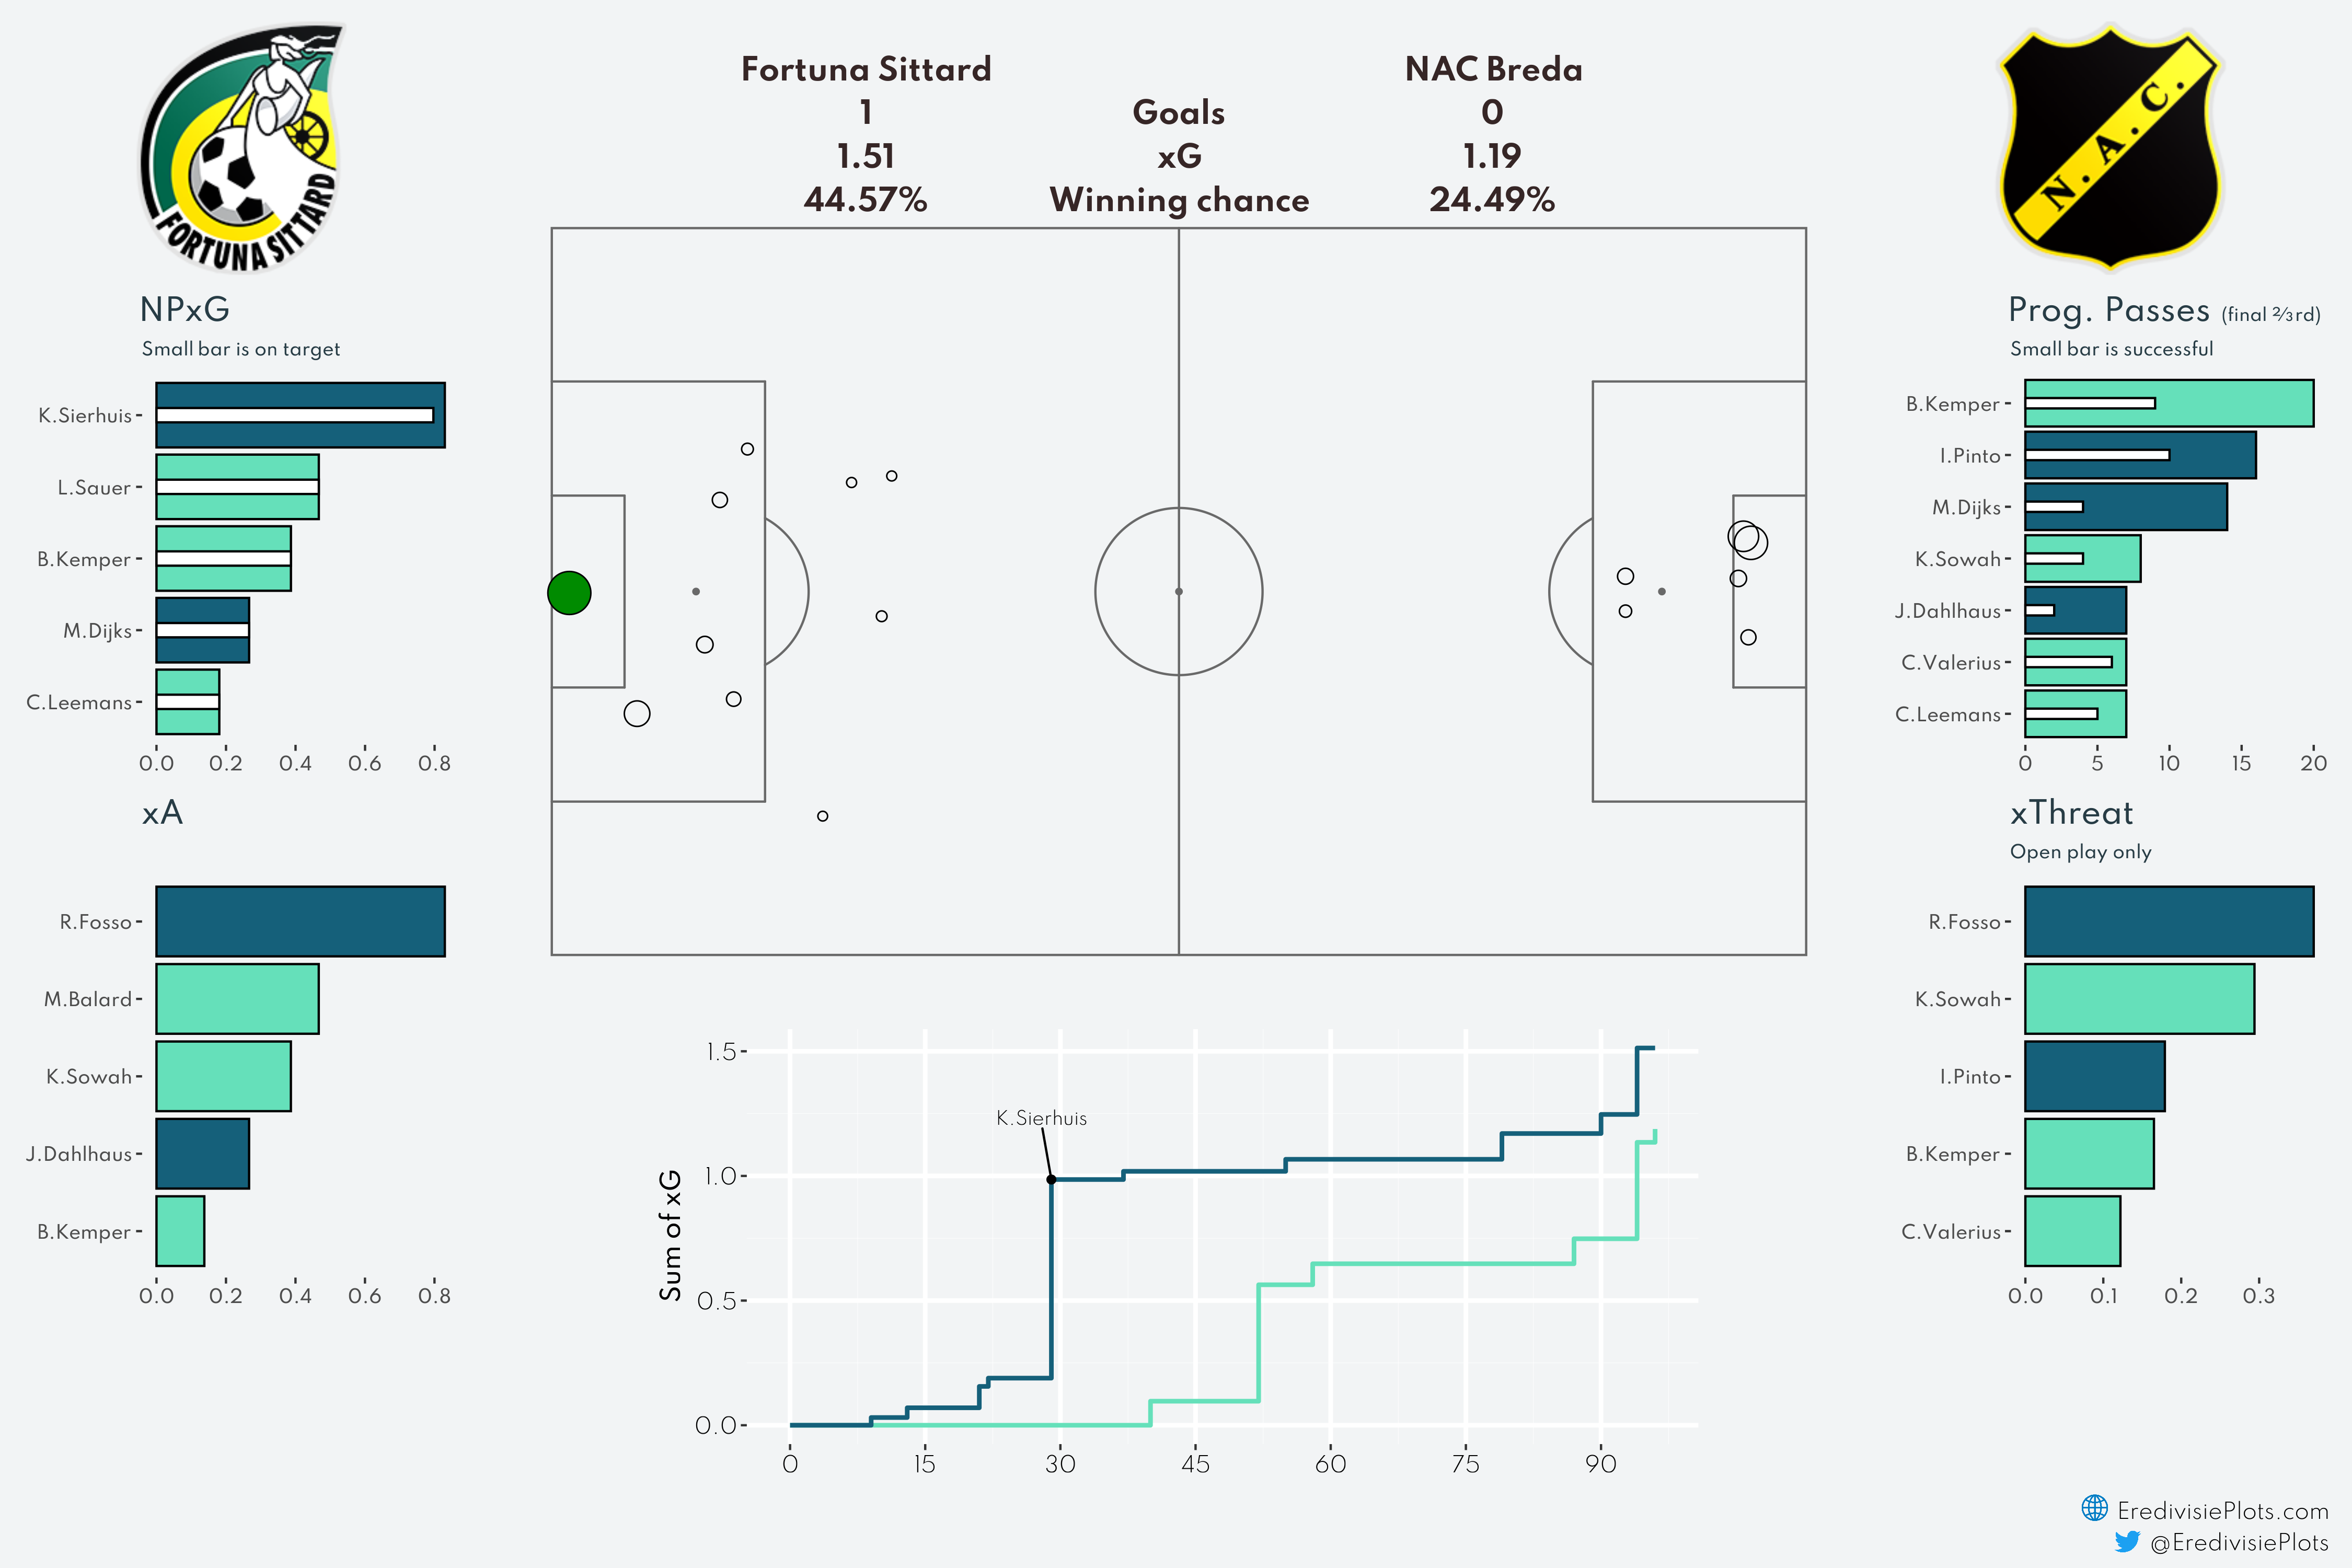 FORTUNA SITTARD
Fortuna Sittard NAC Breda
1 Goals 0
1.51 xG 1.19
44.57% Winning chance 24.49%
N.A.C.
NPxG
Small bar is on target
K.Sierhuis
L.Sauer
B.Kemper
M.Dijks
C.Leemans
0.0 0.2 0.4 0.6 0.8
xA
R.Fosso
M.Balard
K.Sowah
J.Dahlhaus
B.Kemper
0.0 0.2 0.4 0.6 0.8
Sum of xG
1.5
1.0
0.5
0.0
K.Sierhuis
0 15 30 45 60 75 90
Prog. Passes (final ⅔rd)
Small bar is successful
B.Kemper
I.Pinto
M.Dijks
K.Sowah
J.Dahlhaus
C.Valerius
C.Leemans
0 5 10 15 20
xThreat
Open play only
R.Fosso
K.Sowah
I.Pinto
B.Kemper
C.Valerius
0.0 0.1 0.2 0.3
EredivisiePlots.com
@EredivisiePlots